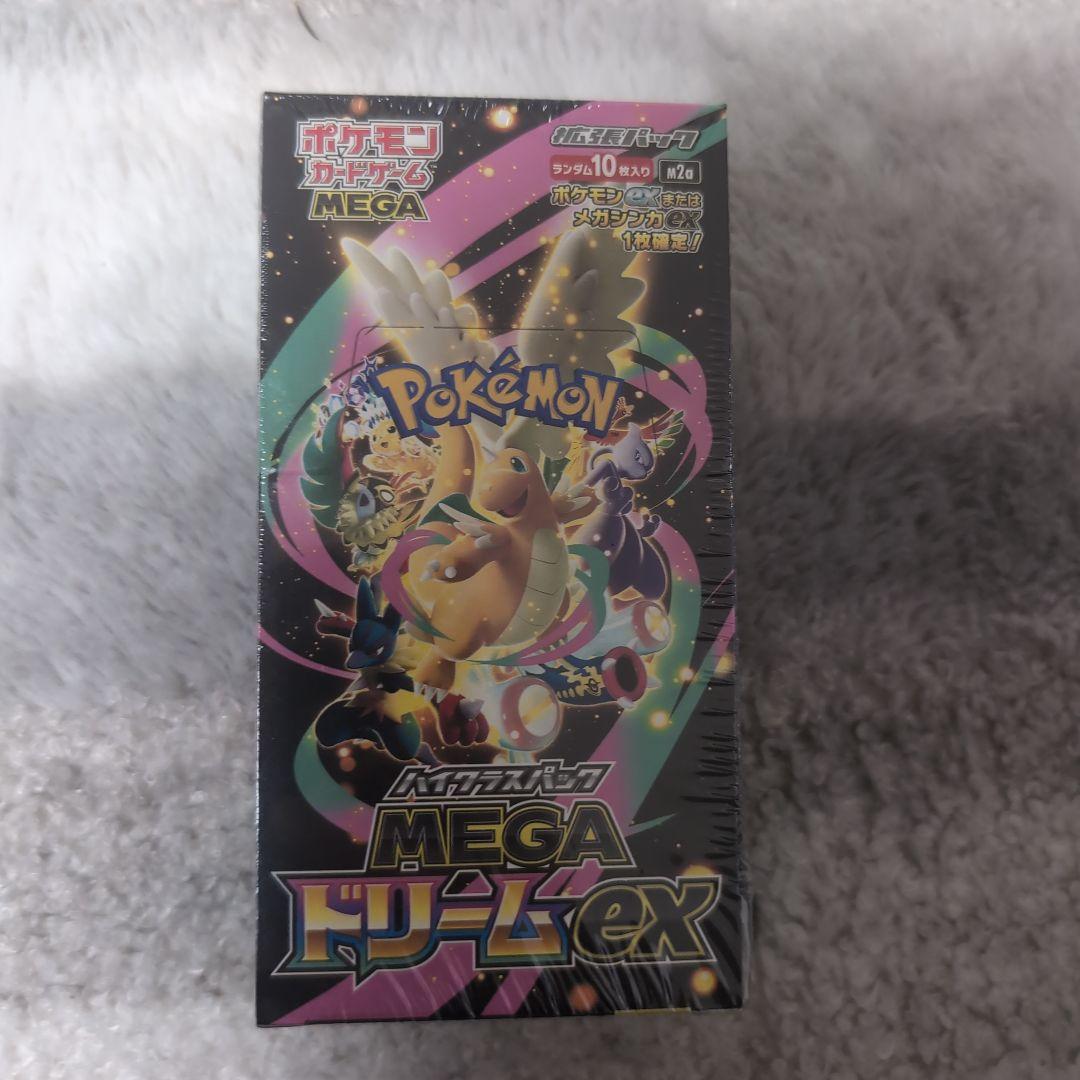 ポケモン
カードゲーム
MEGA
拡張パック
ランダム10枚入り M2a
ポケモンexまたは
メガシンカex
1枚確定!
POKéMON
ハイクラスパック
MEGA
ドリームex